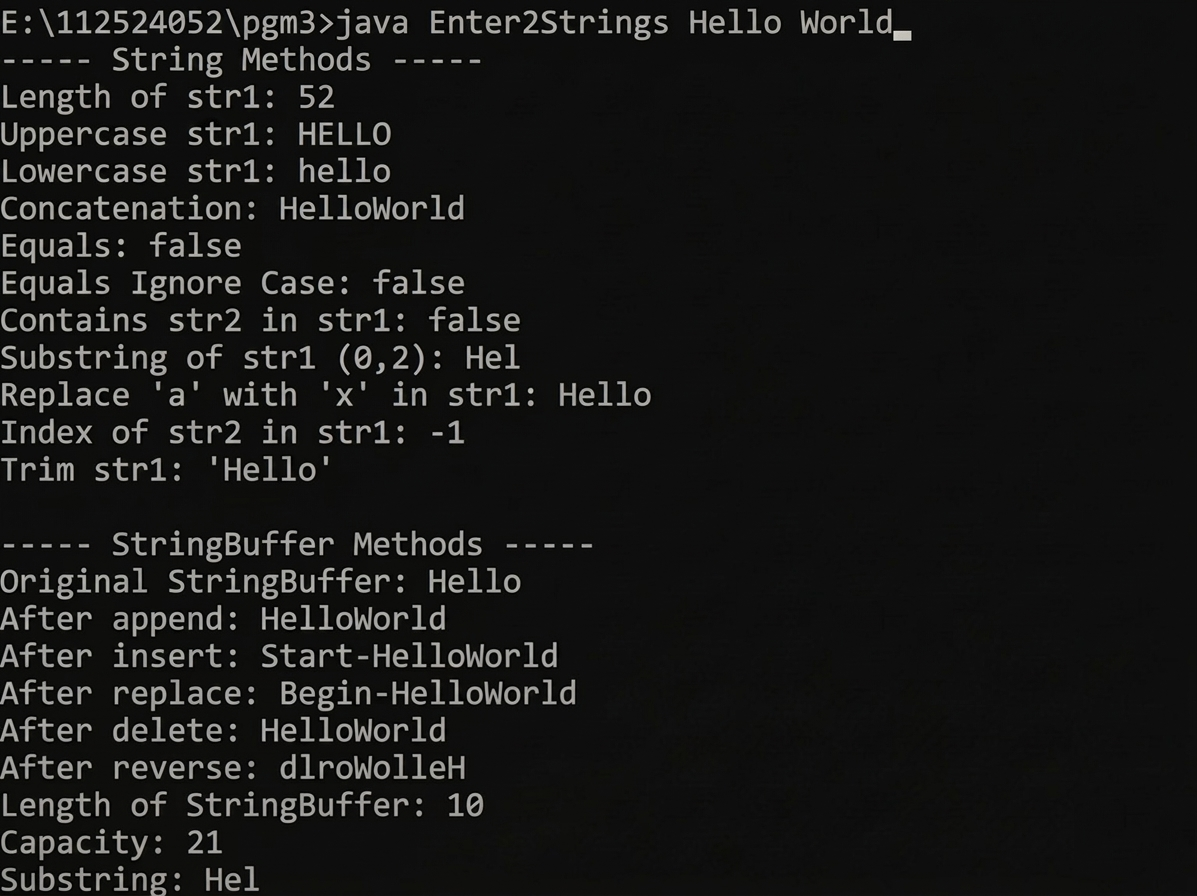 E:\112524052\pgm3>java Enter2Strings Hello World
----- String Methods -----
Length of str1: 52
Uppercase str1: HELLO
Lowercase str1: hello
Concatenation: HelloWorld
Equals: false
Equals Ignore Case: false
Contains str2 in str1: false
Substring of str1 (0,2): Hel
Replace 'a' with 'x' in str1: Hello
Index of str2 in str1: -1
Trim str1: 'Hello'

----- StringBuffer Methods -----
Original StringBuffer: Hello
After append: HelloWorld
After insert: Start-HelloWorld
After replace: Begin-HelloWorld
After delete: HelloWorld
After reverse: dlroWolleH
Length of StringBuffer: 10
Capacity: 21
Substring: Hel